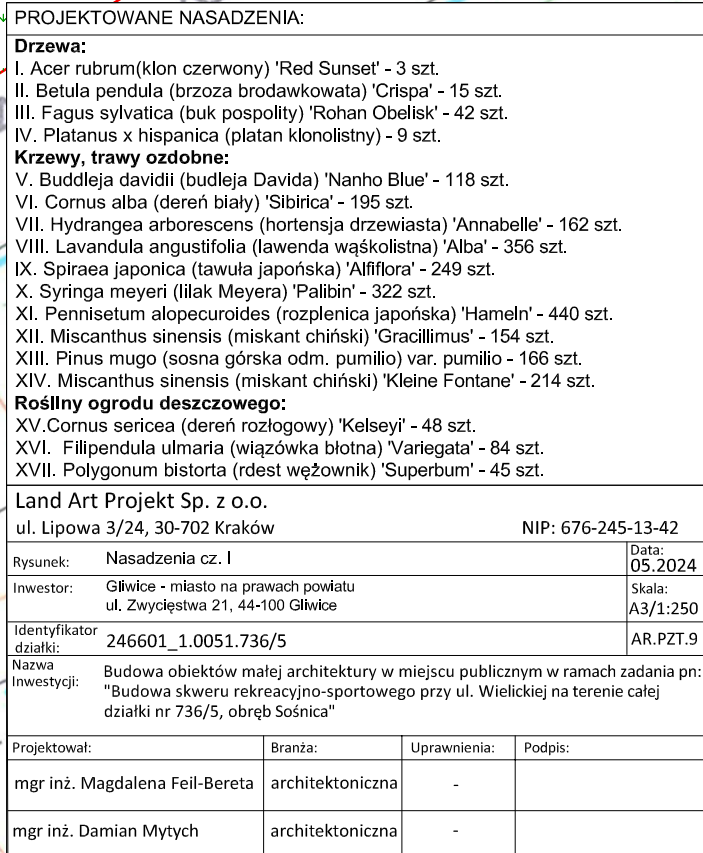 PROJEKTOWANE NASADZENIA:
Drzewa:
I. Acer rubrum(klon czerwony) 'Red Sunset' - 3 szt.
II. Betula pendula (brzoza brodawkowata) 'Crispa' - 15 szt.
III. Fagus sylvatica (buk pospolity) 'Rohan Obelisk' - 42 szt.
IV. Platanus x hispanica (platan klonolistny) - 9 szt.
Krzewy, trawy ozdobne:
V. Buddleja davidii (budleja Davida) 'Nanho Blue' - 118 szt.
VI. Cornus alba (dereń biały) 'Sibirica' - 195 szt.
VII. Hydrangea arborescens (hortensja drzewiasta) 'Annabelle' - 162 szt.
VIII. Lavandula angustifolia (lawenda wąśkolistna) 'Alba' - 356 szt.
IX. Spiraea japonica (tawuła japońska) 'Alfiflora' - 249 szt.
X. Syringa meyeri (lilak Meyera) 'Palibin' - 322 szt.
XI. Pennisetum alopecuroides (rozplenica japońska) 'Hameln' - 440 szt.
XII. Miscanthus sinensis (miskant chiński) 'Gracillimus' - 154 szt.
XIII. Pinus mugo (sosna górska odm. pumilio) var. pumilio - 166 szt.
XIV. Miscanthus sinensis (miskant chiński) 'Kleine Fontane' - 214 szt.
Rośliny ogrodu deszczowego:
XV.Cornus sericea (dereń rozłogowy) 'Kelseyi' - 48 szt.
XVI. Filipendula ulmaria (wiązówka błotna) 'Variegata' - 84 szt.
XVII. Polygonum bistorta (rdest wężownik) 'Superbum' - 45 szt.
Land Art Projekt Sp. z o.o.
ul. Lipowa 3/24, 30-702 Kraków NIP: 676-245-13-42
Rysunek: Nasadzenia cz. I Data: 05.2024
Inwestor: Gliwice - miasto na prawach powiatu
ul. Zwycięstwa 21, 44-100 Gliwice
Skala: A3/1:250
Identyfikator działki: 246601_1.0051.736/5 AR.PZT.9
Nazwa Inwestycji: Budowa obiektów małej architektury w miejscu publicznym w ramach zadania pn:
"Budowa skweru rekreacyjno-sportowego przy ul. Wielickiej na terenie całej
działki nr 736/5, obręb Sośnica"
Projektował: Branża: Uprawnienia: Podpis:
mgr inż. Magdalena Feil-Bereta architektoniczna -
mgr inż. Damian Mytych architektoniczna -